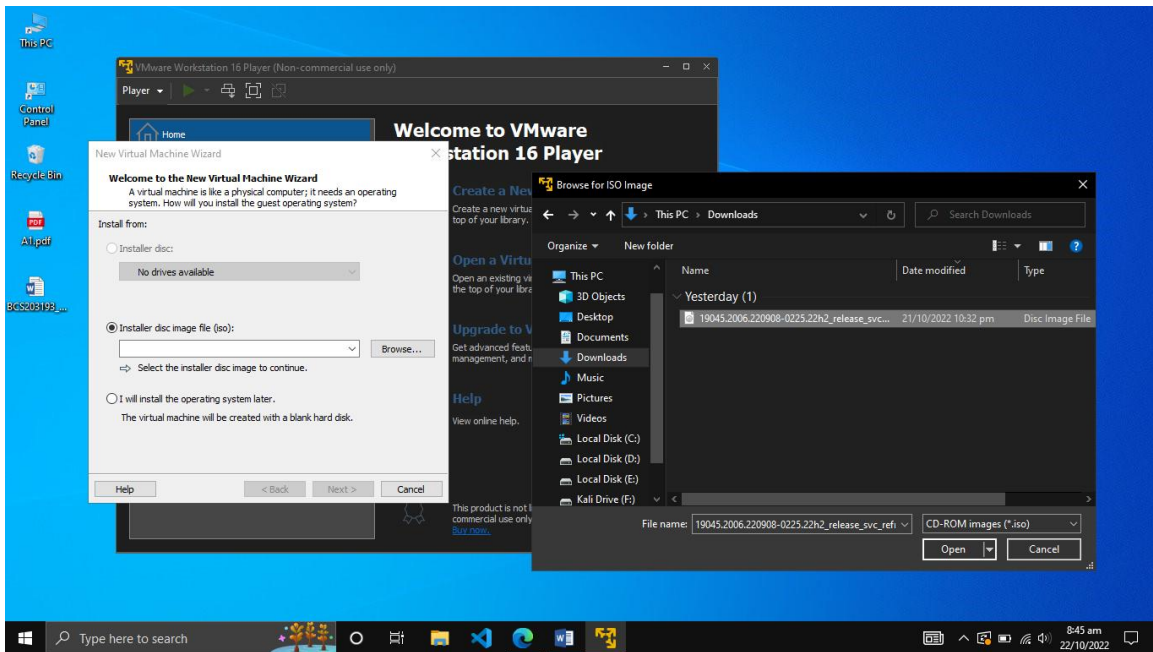 This PC
Control
Panel
Recycle Bin
PDF
A1.pdf
BCS203193_...
VMware Workstation 16 Player (Non-commercial use only)
Player
Home
Welcome to VMware
station 16 Player
Create a New
Create a new virtua
top of your library.
Open a Virtu
Open an existing vi
the top of your libra
Upgrade to V
Get advanced featu
management, and n
Help
View online help.
This product is not li
commercial use only
Buy now.
New Virtual Machine Wizard
Welcome to the New Virtual Machine Wizard
A virtual machine is like a physical computer; it needs an operating
system. How will you install the guest operating system?
Install from:
Installer disc:
No drives available
Installer disc image file (iso):
Browse...
Select the installer disc image to continue.
I will install the operating system later.
The virtual machine will be created with a blank hard disk.
Help
< Back
Next >
Cancel
Browse for ISO Image
This PC > Downloads
Search Downloads
Organize
New folder
This PC
3D Objects
Desktop
Documents
Downloads
Music
Pictures
Videos
Local Disk (C:)
Local Disk (D:)
Local Disk (E:)
Kali Drive (F:)
Name
Date modified
Type
Yesterday (1)
19045.2006.220908-0225.22h2_release_svc... 21/10/2022 10:32 pm Disc Image File
File name: 19045.2006.220908-0225.22h2_release_svc_refi
CD-ROM images (*.iso)
Open
Cancel
Type here to search
8:45 am
22/10/2022